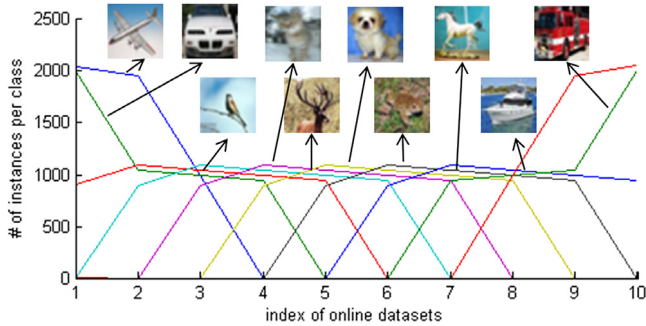 2500
2000
1500
1000
500
0
# of instances per class
1 2 3 4 5 6 7 8 9 10
index of online datasets